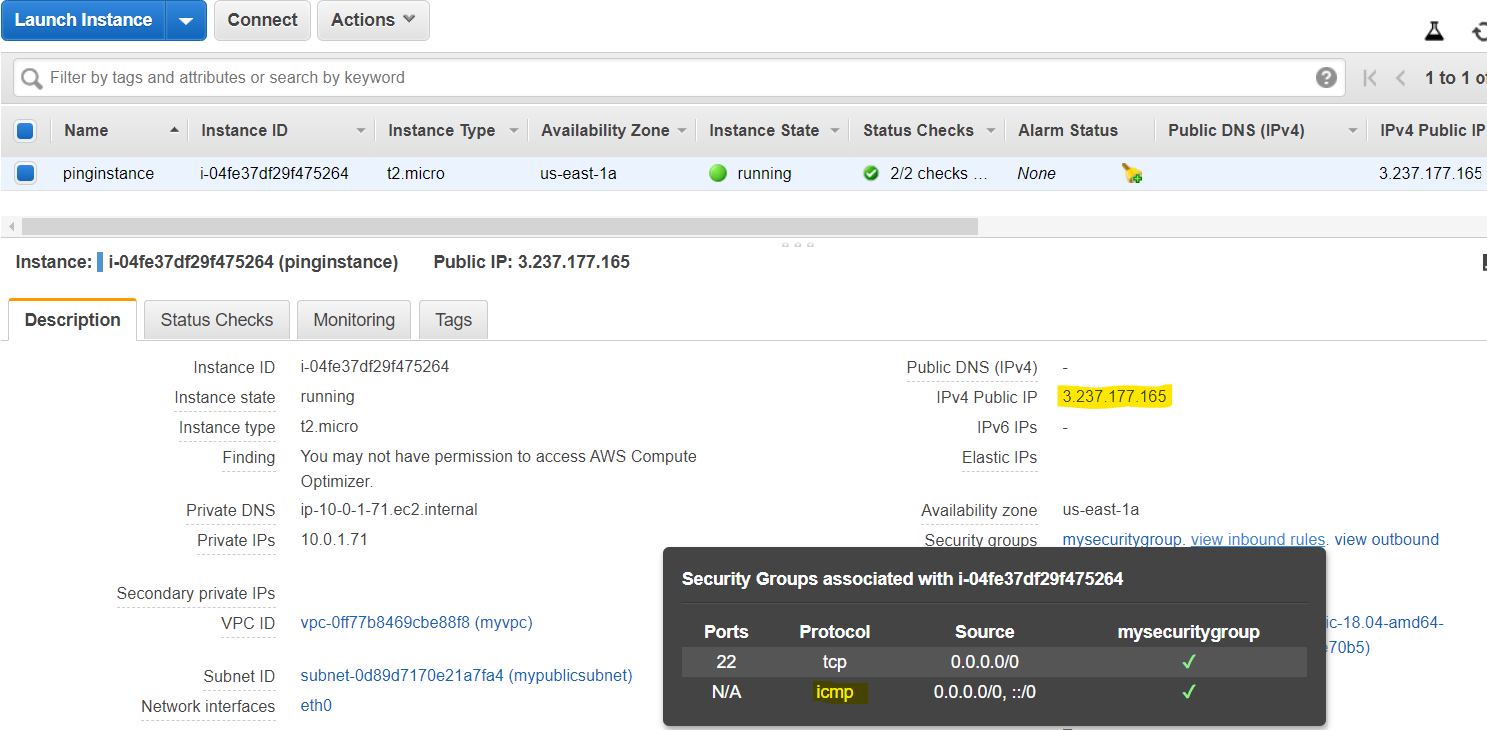 Launch Instance Connect Actions
Filter by tags and attributes or search by keyword 1 to 1 of
Name Instance ID Instance Type Availability Zone Instance State Status Checks Alarm Status Public DNS (IPv4) IPv4 Public IP
pinginstance i-04fe37df29f475264 t2.micro us-east-1a running 2/2 checks ... None 3.237.177.165
Instance: i-04fe37df29f475264 (pinginstance) Public IP: 3.237.177.165
Description Status Checks Monitoring Tags
Instance ID i-04fe37df29f475264 Public DNS (IPv4) -
Instance state running IPv4 Public IP 3.237.177.165
Instance type t2.micro IPv6 IPs -
Finding You may not have permission to access AWS Compute Elastic IPs
Optimizer.
Private DNS ip-10-0-1-71.ec2.internal Availability zone us-east-1a
Private IPs 10.0.1.71 Security groups mysecuritygroup. view inbound rules. view outbound
Security Groups associated with i-04fe37df29f475264
Secondary private IPs
VPC ID vpc-0ff77b8469cbe88f8 (myvpc) Ports Protocol Source mysecuritygroup ic-18.04-amd64-
22 tcp 0.0.0.0/0 ✓ e70b5)
Subnet ID subnet-0d89d7170e21a7fa4 (mypublicsubnet) N/A icmp 0.0.0.0/0, ::/0 ✓
Network interfaces eth0